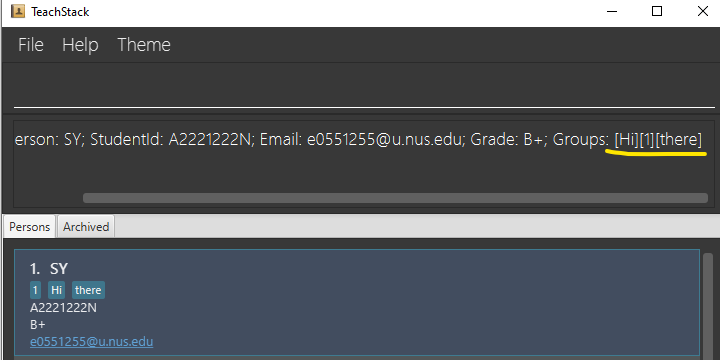 TeachStack
File Help Theme
erson: SY; StudentId: A2221222N; Email: e0551255@u.nus.edu; Grade: B+; Groups: [Hi][1][there]
Persons Archived
1. SY
1 Hi there
A2221222N
B+
e0551255@u.nus.edu